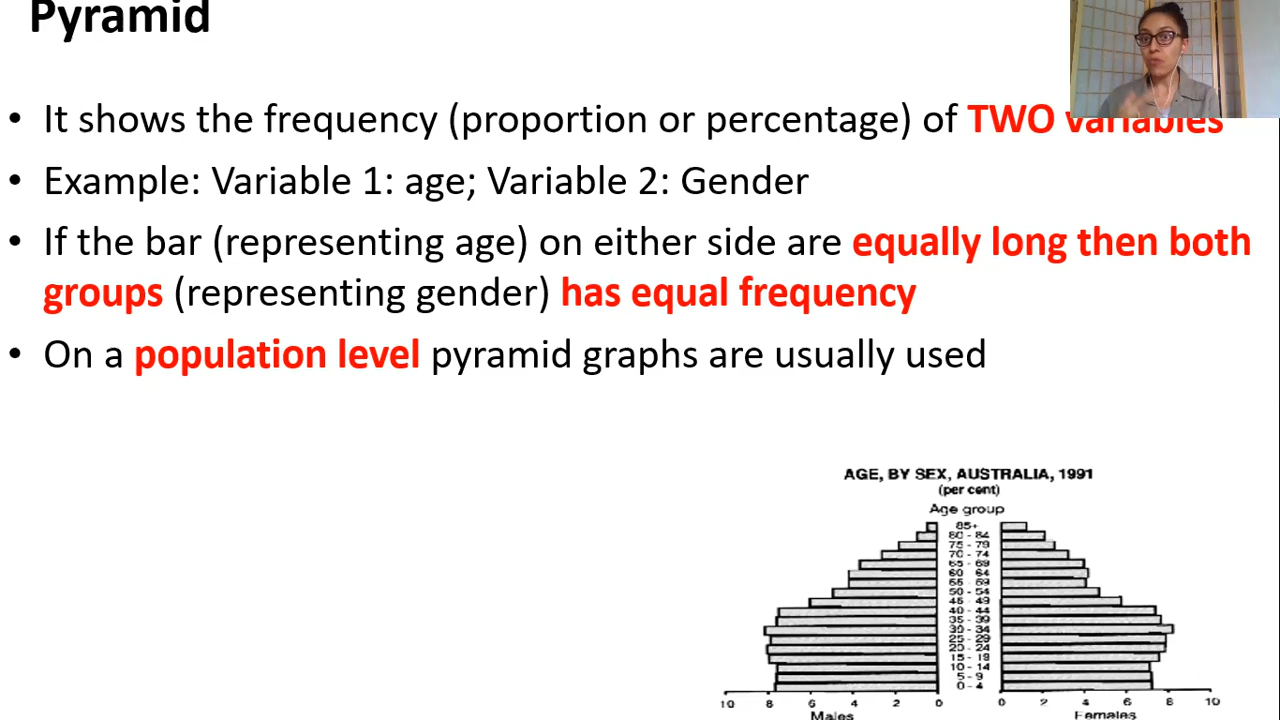 Pyramid
• It shows the frequency (proportion or percentage) of TWO variables
• Example: Variable 1: age; Variable 2: Gender
• If the bar (representing age) on either side are equally long then both
groups (representing gender) has equal frequency
• On a population level pyramid graphs are usually used
AGE, BY SEX, AUSTRALIA, 1991
(per cent)
Age group
85+
80 - 84
75 - 79
70 - 74
65 - 69
60 64
50 - 54
45 - 49
40 - 44
35 - 39
30 - 34
25 - 29
20 - 24
15 - 19
10 - 14
5 - 9
0 - 4
10 8 6 4 2 0 0 2 4 6 8 10
Males Females